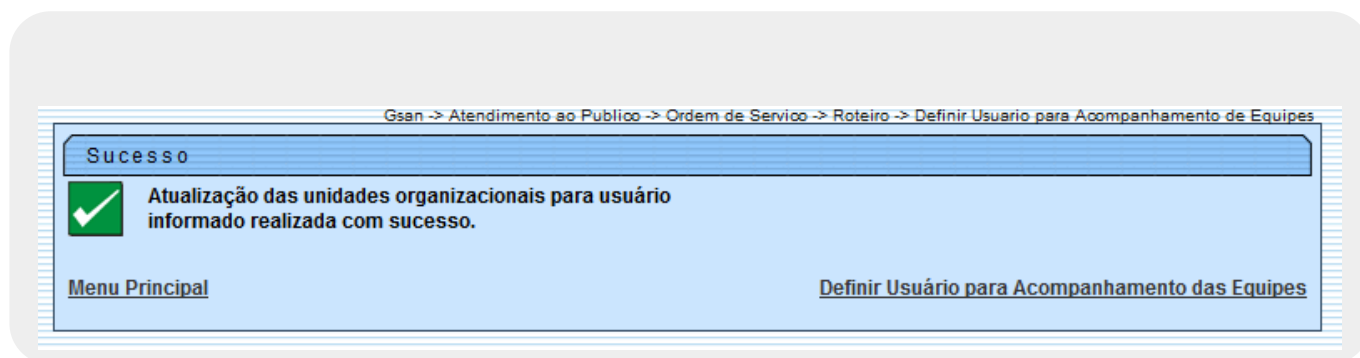 Gsan -> Atendimento ao Publico -> Ordem de Servico -> Roteiro -> Definir Usuario para Acompanhamento de Equipes
Sucesso
Atualização das unidades organizacionais para usuário
informado realizada com sucesso.
Menu Principal Definir Usuário para Acompanhamento das Equipes